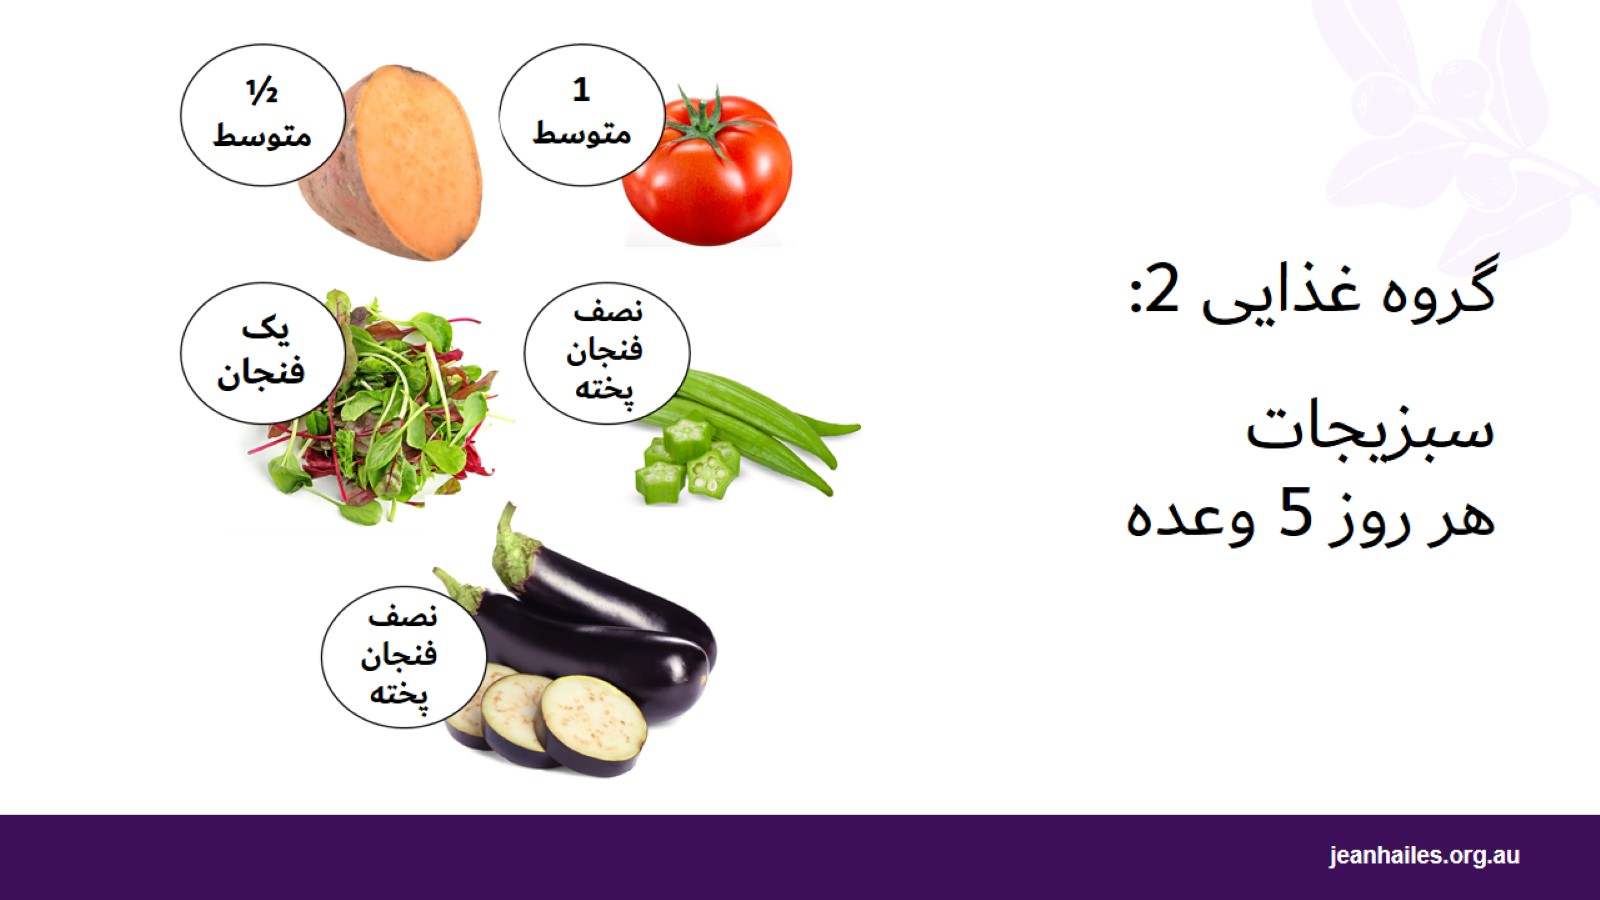 گروه غذایی 2:
سبزیجات
هر روز 5 وعده
1
متوسط
½
متوسط
نصف
فنجان
پخته
یک
فنجان
نصف
فنجان
پخته
jeanhailes.org.au